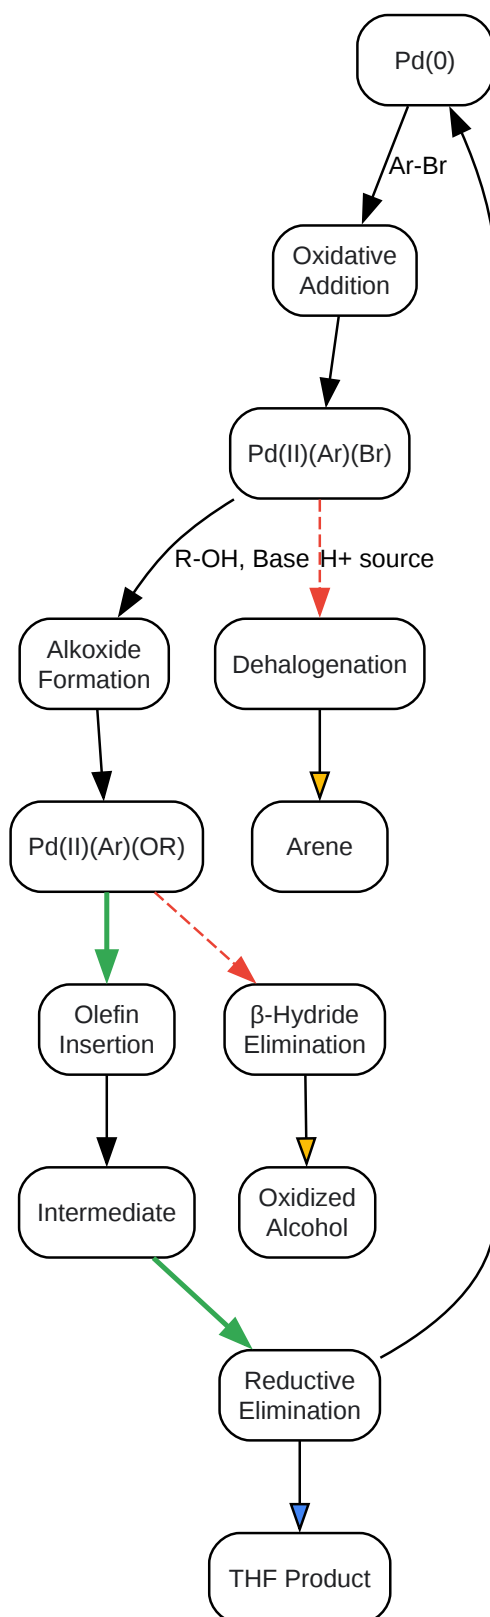 Pd(0)
Ar-Br
Oxidative
Addition
Pd(II)(Ar)(Br)
R-OH, Base
H+ source
Alkoxide
Formation
Dehalogenation
Pd(II)(Ar)(OR)
Arene
Olefin
Insertion
β-Hydride
Elimination
Intermediate
Oxidized
Alcohol
Reductive
Elimination
THF Product